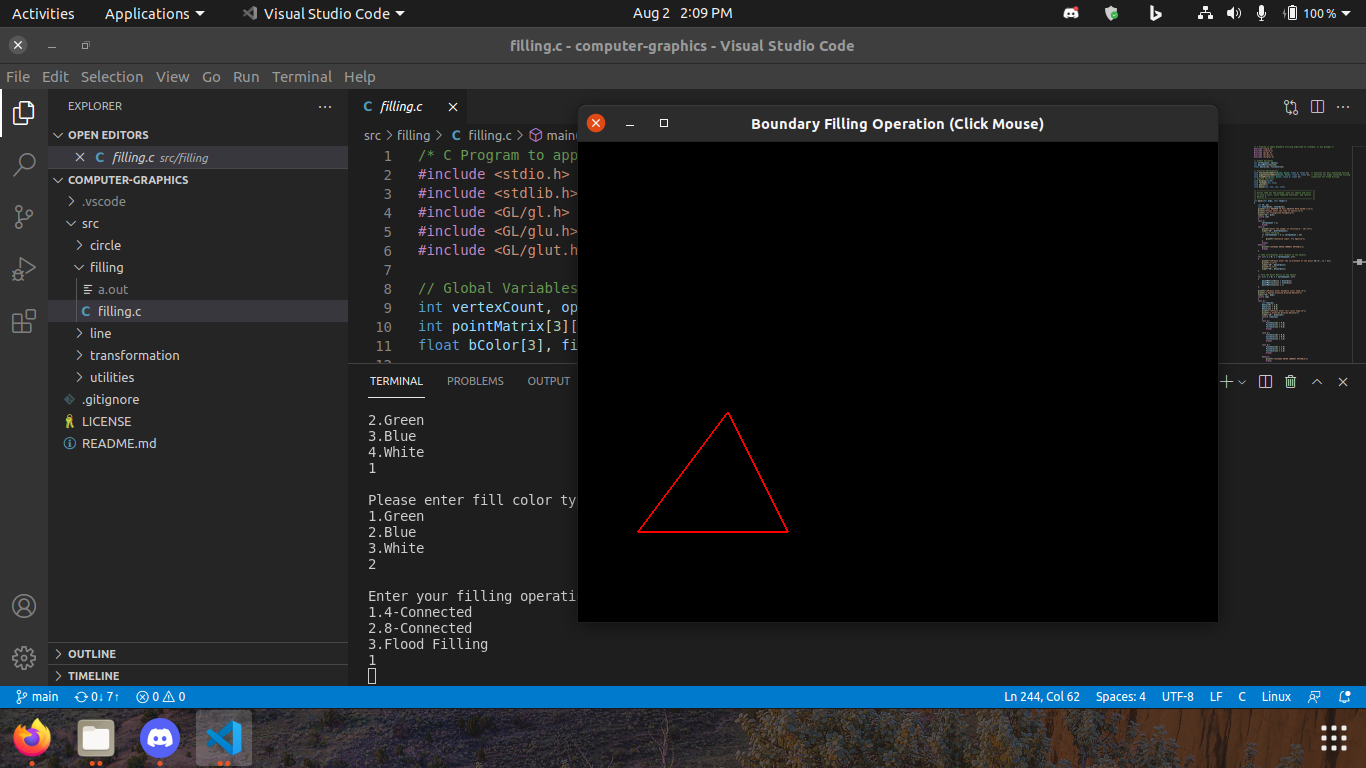 Activities Applications Visual Studio Code Aug 2 2:09 PM 100 %
filling.c - computer-graphics - Visual Studio Code
File Edit Selection View Go Run Terminal Help
EXPLORER
OPEN EDITORS
filling.c src/filling
COMPUTER-GRAPHICS
.vscode
src
circle
filling
a.out
filling.c
line
transformation
utilities
.gitignore
LICENSE
README.md
OUTLINE
TIMELINE
filling.c
src filling filling.c main
1 /* C Program to app
2 #include <stdio.h>
3 #include <stdlib.h>
4 #include <GL/gl.h>
5 #include <GL/glu.h>
6 #include <GL/glut.h
7
8 // Global Variables
9 int vertexCount, op
10 int pointMatrix[3][
11 float bColor[3], fi
12
TERMINAL PROBLEMS OUTPUT
2.Green
3.Blue
4.White
1
Please enter fill color ty
1.Green
2.Blue
3.White
2
Enter your filling operati
1.4-Connected
2.8-Connected
3.Flood Filling
1
Boundary Filling Operation (Click Mouse)
main 0↓ 7↑ 0 0 Ln 244, Col 62 Spaces: 4 UTF-8 LF C Linux